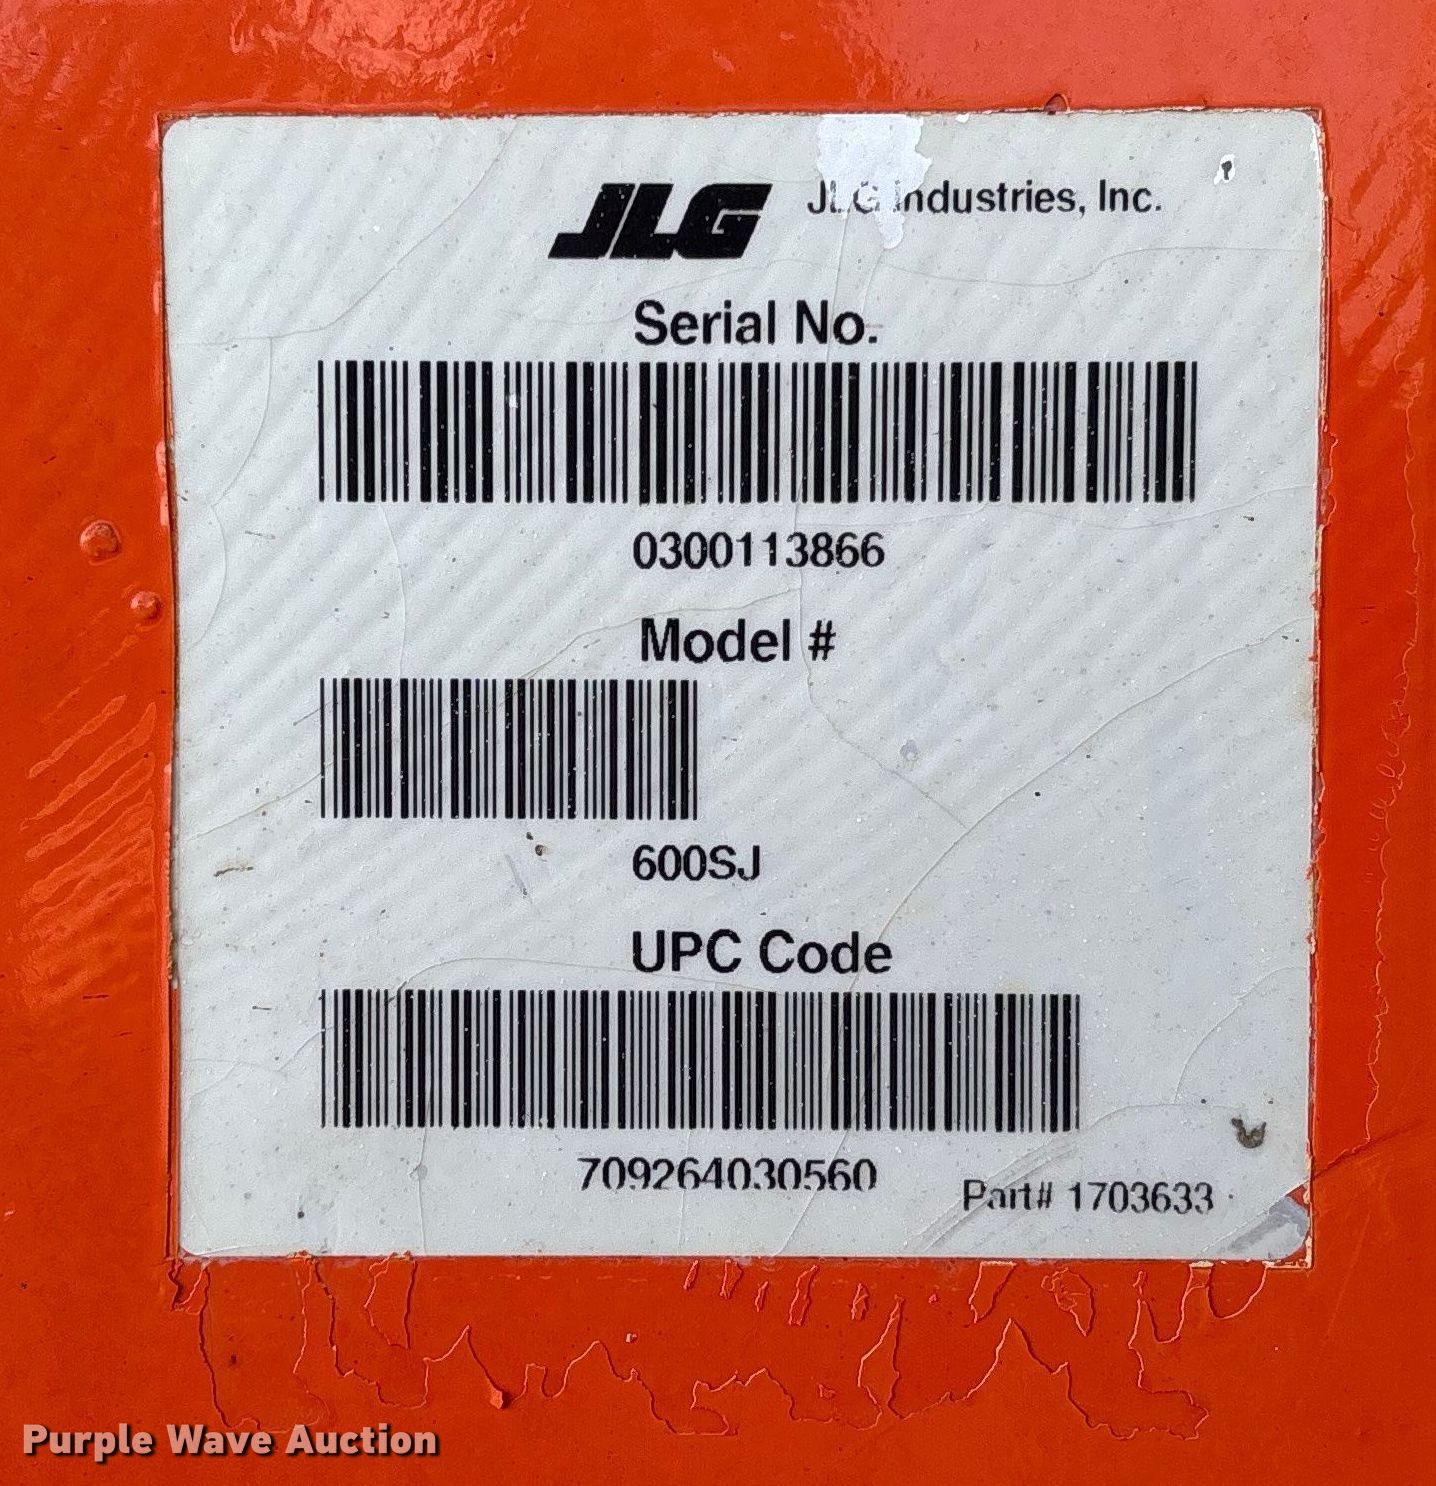 JLG JLG Industries, Inc.
Serial No.
0300113866
Model #
600SJ
UPC Code
709264030560
Part# 1703633
Purple Wave Auction